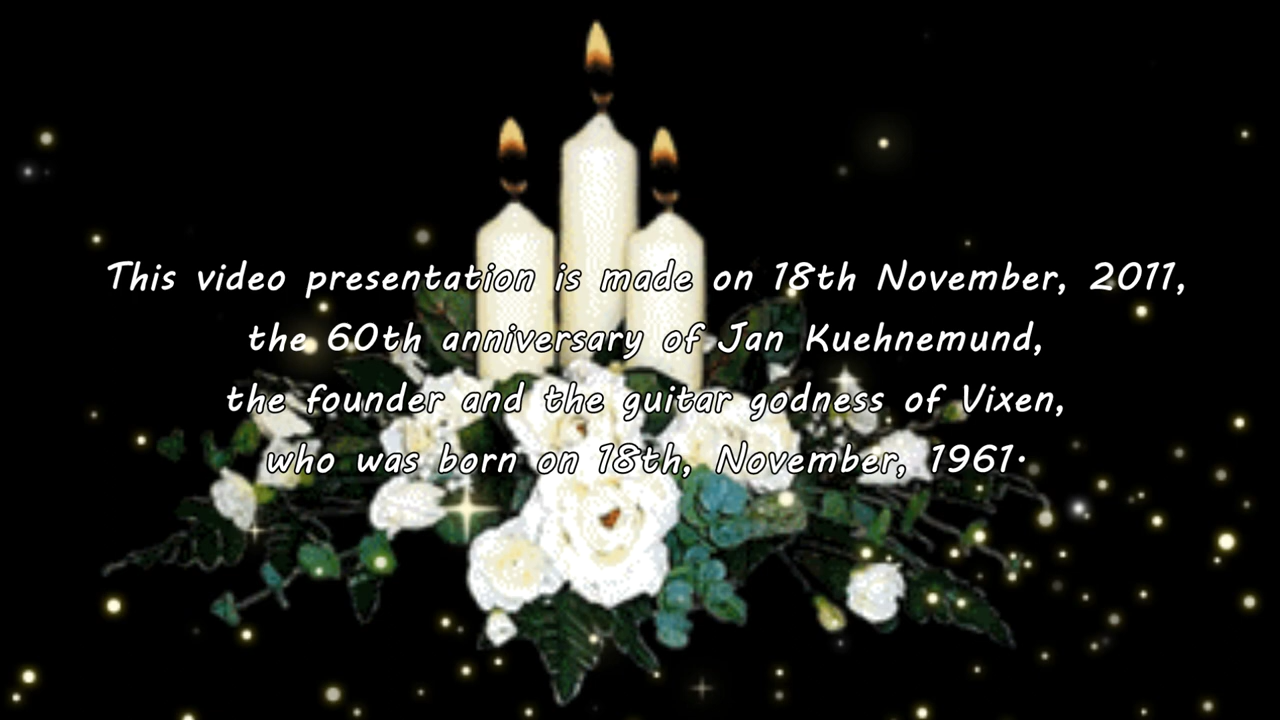 This video presentation is made on 18th November, 2011,
the 60th anniversary of Jan Kuehnemund,
the founder and the guitar godness of Vixen,
who was born on 18th, November, 1961.